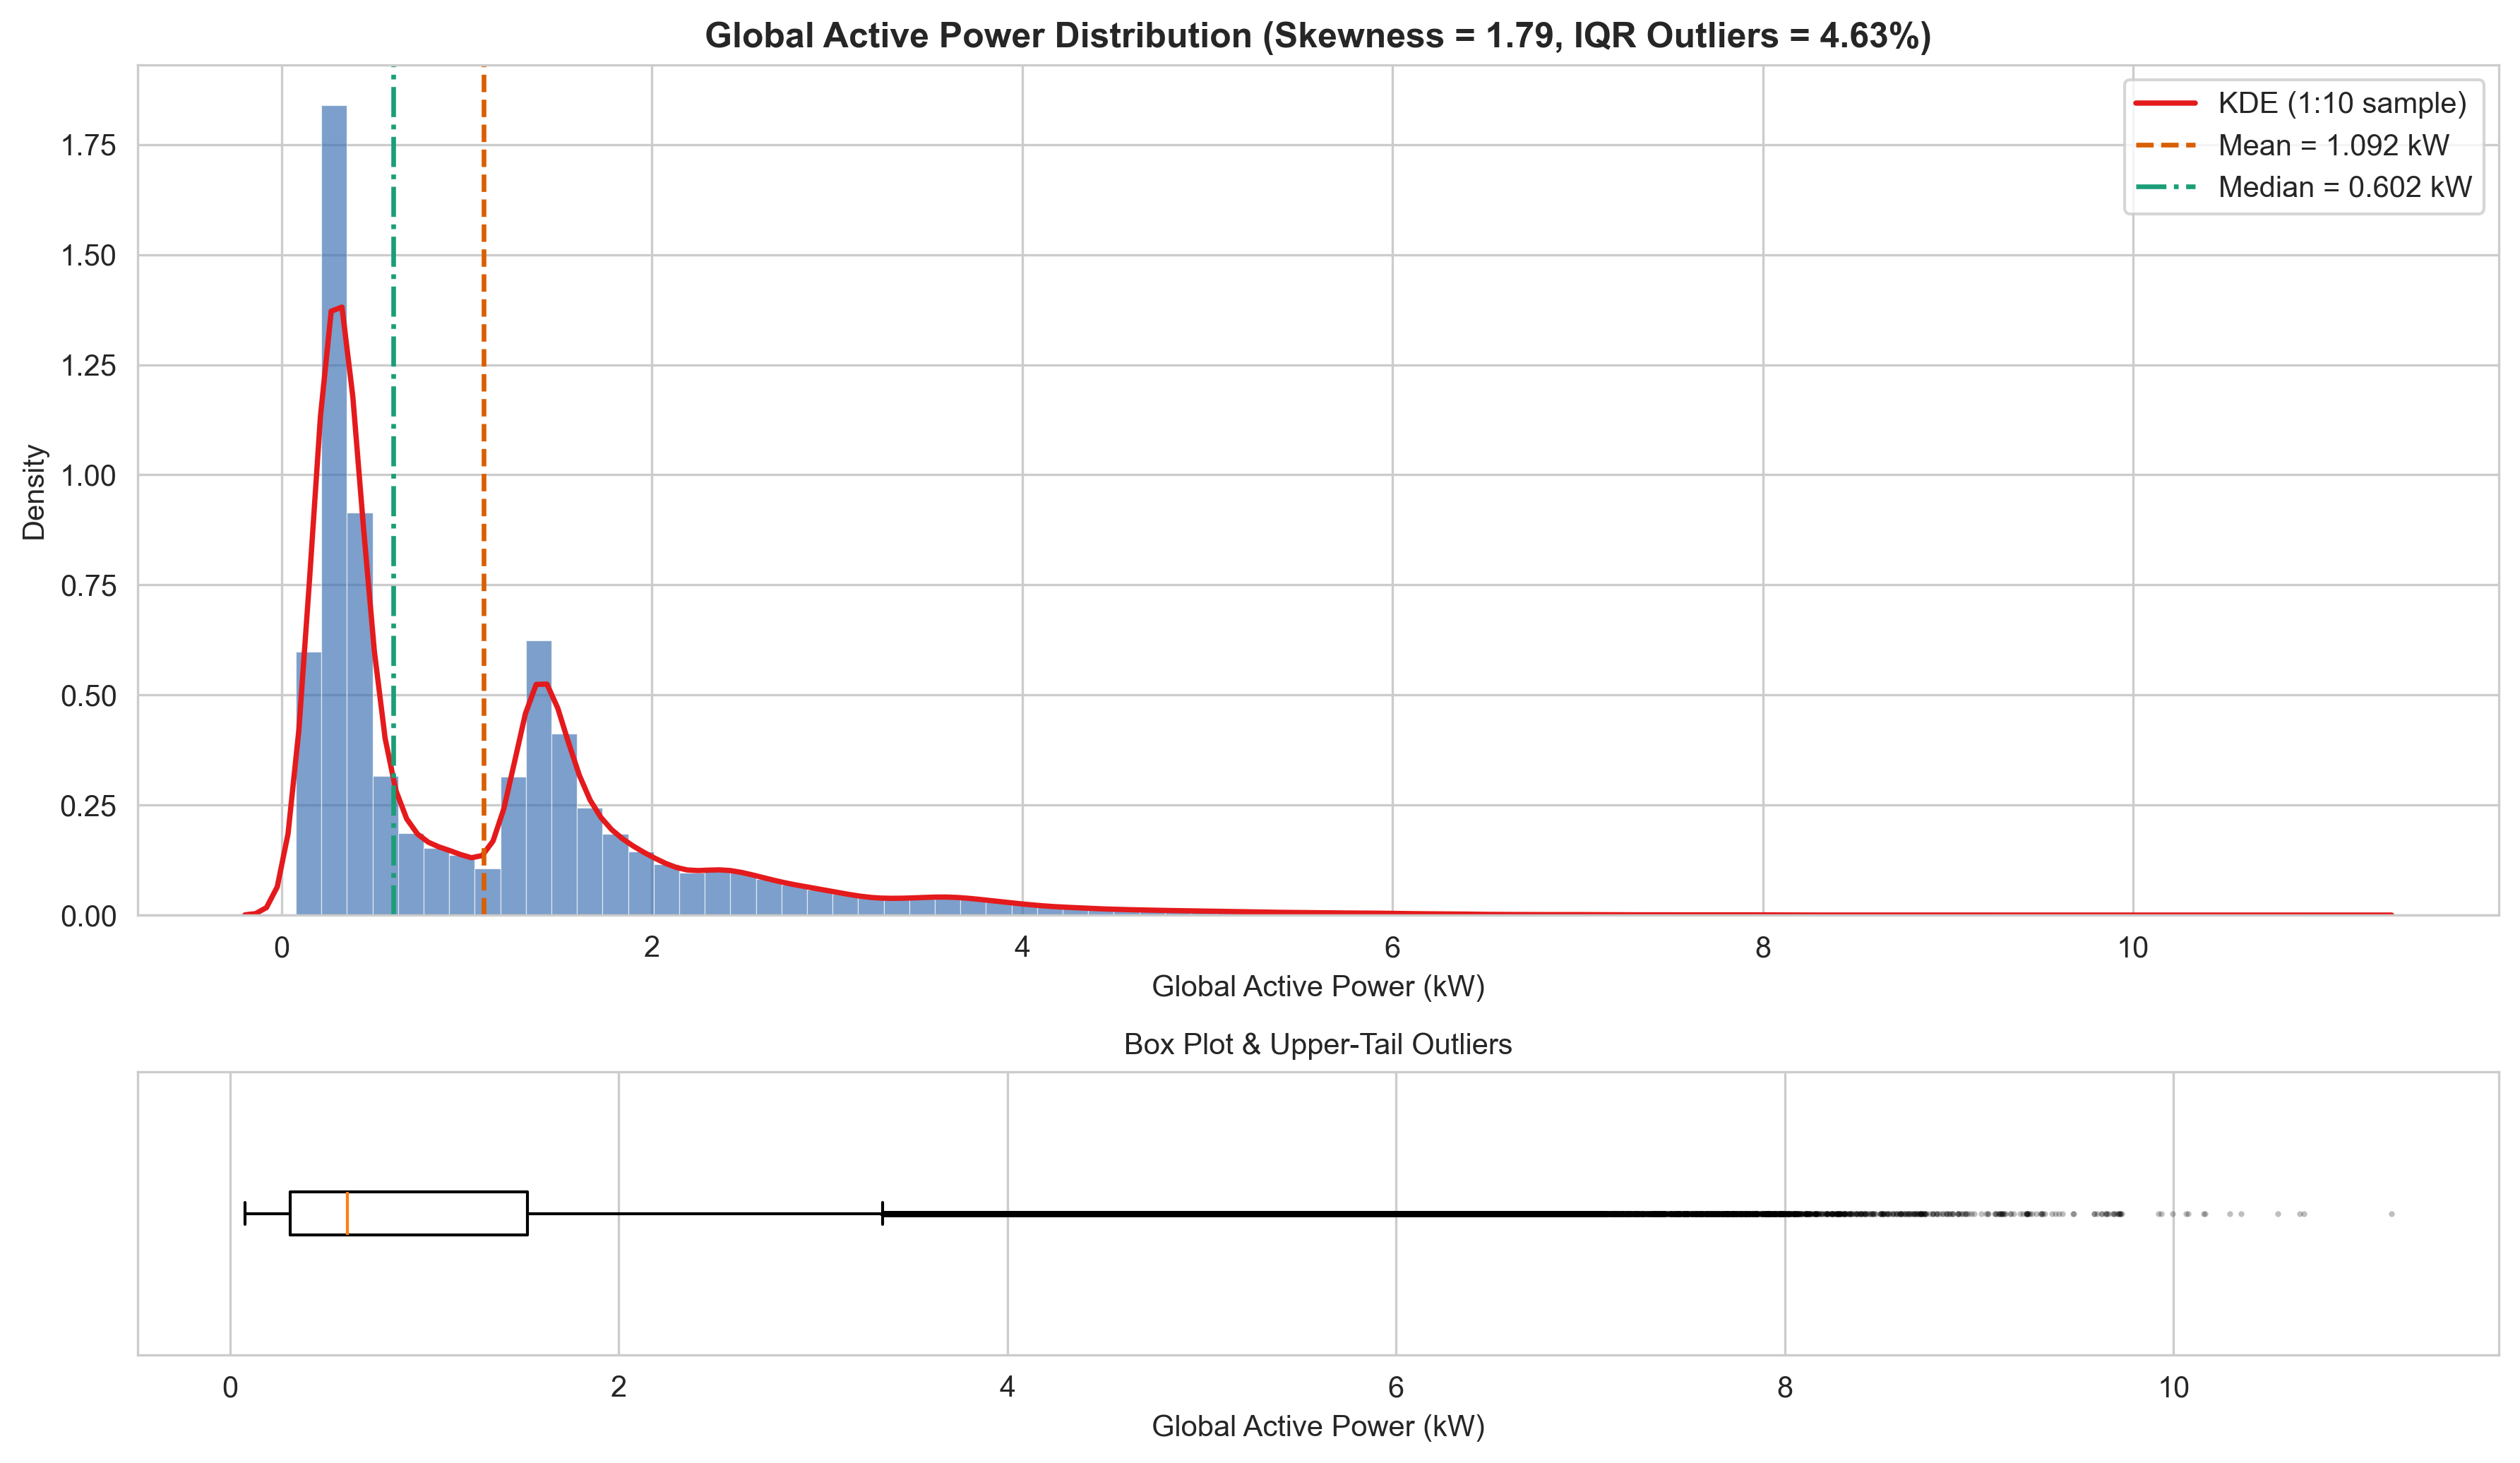 Global Active Power Distribution (Skewness = 1.79, IQR Outliers = 4.63%)
KDE (1:10 sample)
Mean = 1.092 kW
Median = 0.602 kW
1.75
1.50
1.25
1.00
0.75
0.50
0.25
0.00
Density
0 2 4 6 8 10
Global Active Power (kW)
Box Plot & Upper-Tail Outliers
0 2 4 6 8 10
Global Active Power (kW)